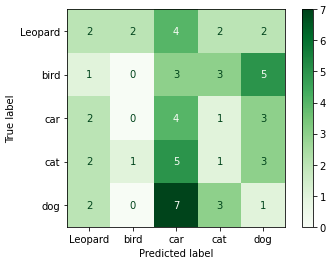 7
Leopard 2 2 4 2 2
6
bird 1 0 3 3 5
5
4
car 2 0 4 1 3
3
cat 2 1 5 1 3
2
dog 2 0 7 3 1
1
0
Leopard bird car cat dog
Predicted label
True label